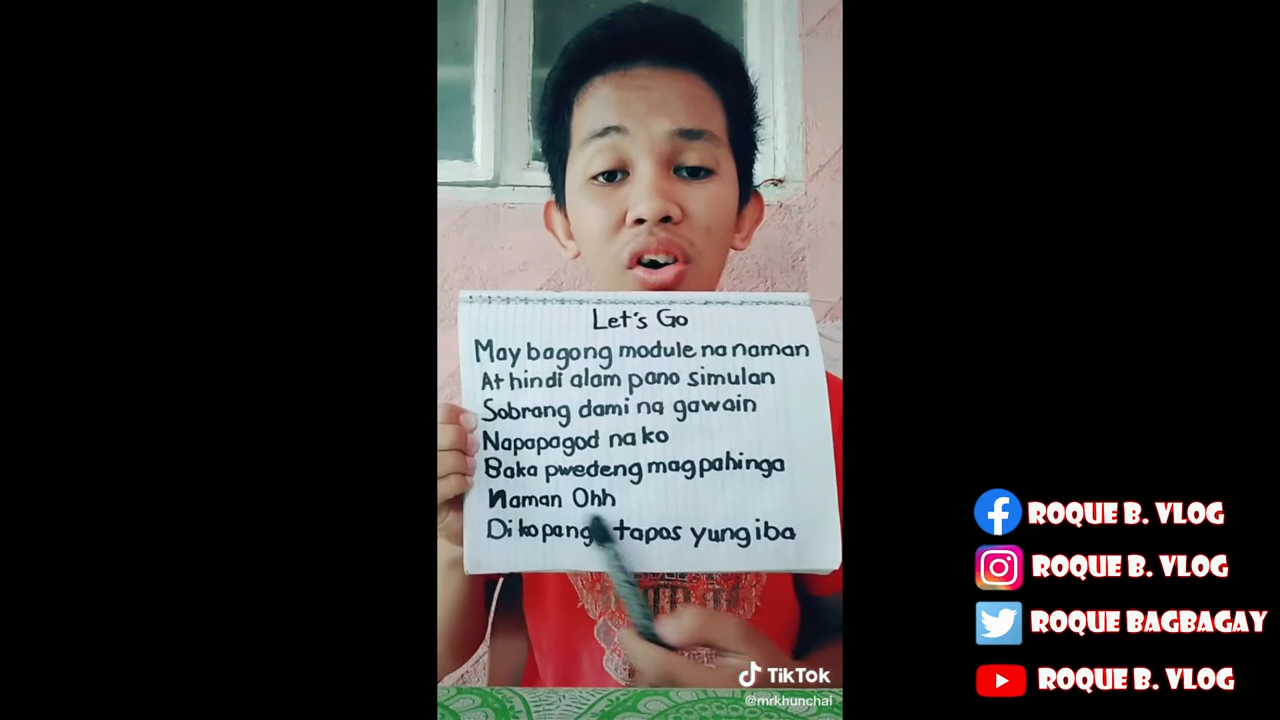 Let's Go
May bagong module na naman
At hindi alam pano simulan
Sobrang dami na gawain
Napapagod na ko
Baka pwedeng magpahinga
Naman Ohh
Di ko pang tapos yung iba
TikTok
@mrkhunchai
ROQUE B. VLOG
ROQUE B. VLOG
ROQUE BAGBAGAY
ROQUE B. VLOG